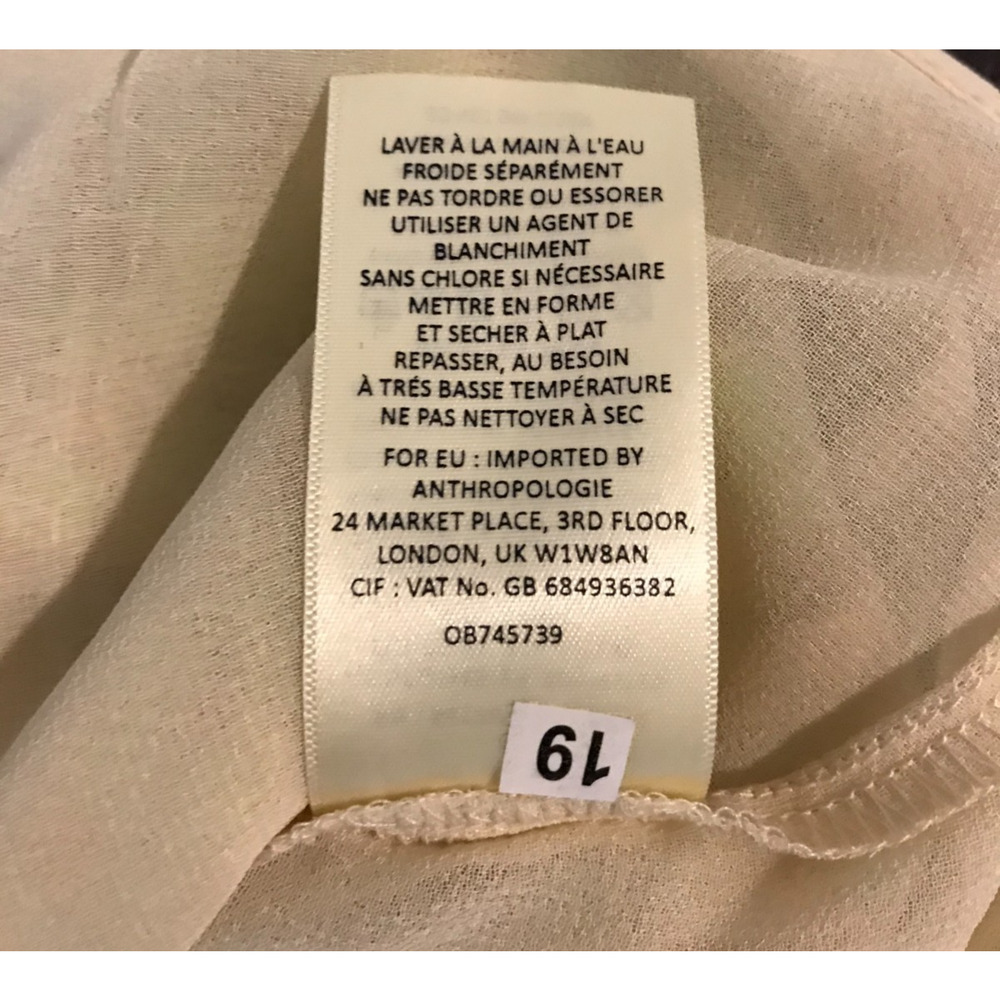 LAVER À LA MAIN À L'EAU
FROIDE SÉPARÉMENT
NE PAS TORDRE OU ESSORER
UTILISER UN AGENT DE
BLANCHIMENT
SANS CHLORE SI NÉCESSAIRE
METTRE EN FORME
ET SECHER À PLAT
REPASSER, AU BESOIN
À TRÉS BASSE TEMPÉRATURE
NE PAS NETTOYER À SEC
FOR EU : IMPORTED BY
ANTHROPOLOGIE
24 MARKET PLACE, 3RD FLOOR,
LONDON, UK W1W8AN
CIF : VAT No. GB 684936382
OB745739
19